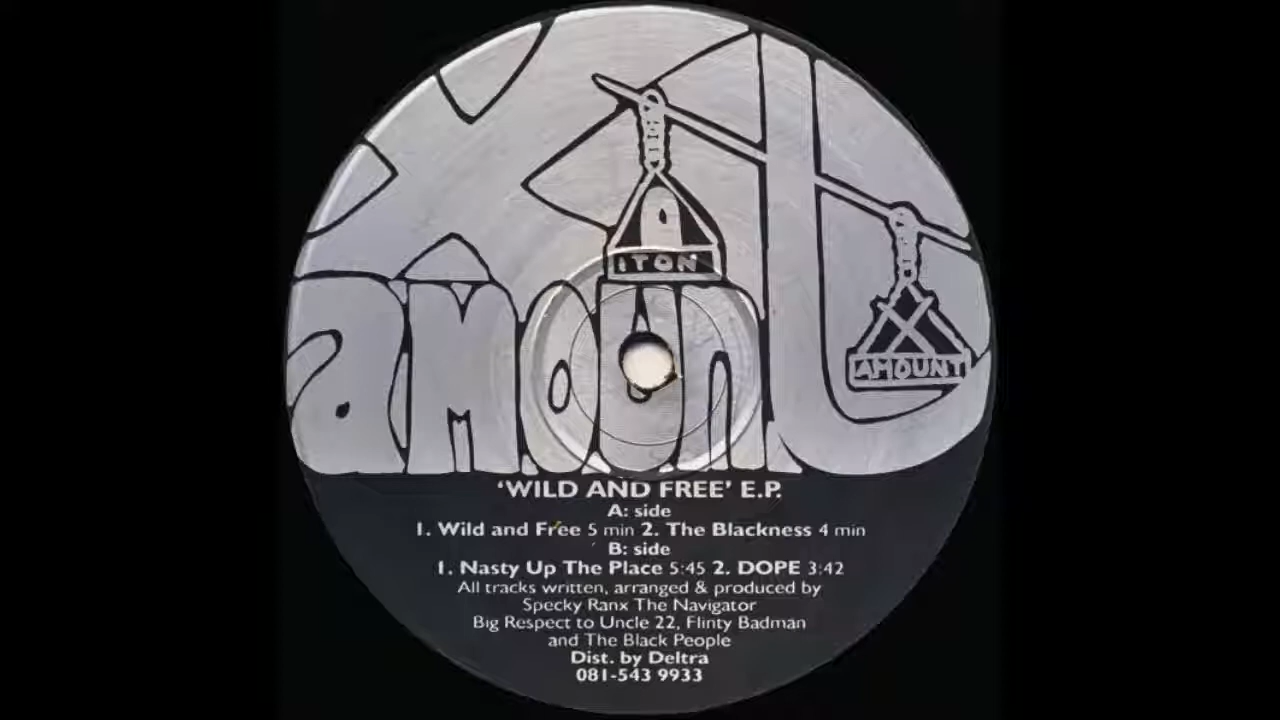 X
amount
1TON
X
AMOUNT
'WILD AND FREE' E.P.
A: side
1. Wild and Free 5 min 2. The Blackness 4 min
B: side
1. Nasty Up The Place 5:45 2. DOPE 3:42
All tracks written, arranged & produced by
Specky Ranx The Navigator
Big Respect to Uncle 22, Flinty Badman
and The Black People
Dist. by Deltra
081-543 9933